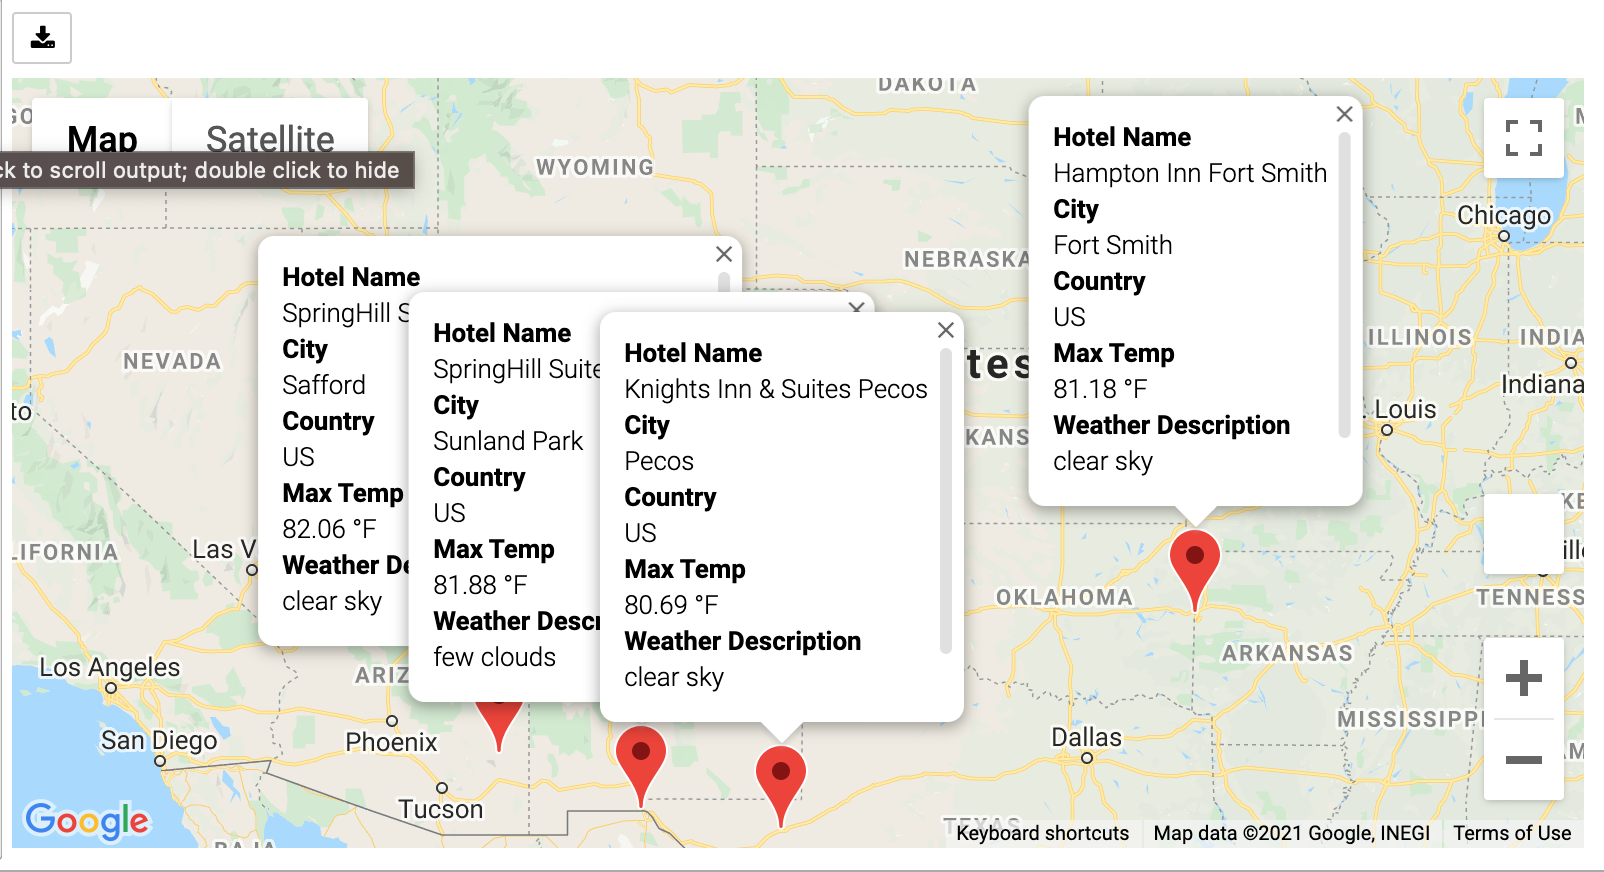 DAKOTA
Map
Satellite
ck to scroll output; double click to hide
WYOMING
NEBRASKA
Chicago
Hotel Name
Hampton Inn Fort Smith
City
Fort Smith
Country
US
Max Temp
81.18 °F
Weather Description
clear sky
Hotel Name
SpringHill S
City
Safford
Country
US
Max Temp
82.06 °F
Weather De
clear sky
Hotel Name
SpringHill Suite
City
Sunland Park
Country
US
Max Temp
81.88 °F
Weather Descr
few clouds
Hotel Name
Knights Inn & Suites Pecos
City
Pecos
Country
US
Max Temp
80.69 °F
Weather Description
clear sky
NEVADA
tes
ILLINOIS
INDIA
Indiana
to
Louis
KANS
LIFORNIA
Las V
OKLAHOMA
TENNESS
ARKANSAS
Los Angeles
ARIZ
MISSISSIPPI
San Diego
Phoenix
Dallas
Tucson
Google
TEXAS
BAJA
Keyboard shortcuts
Map data ©2021 Google, INEGI
Terms of Use